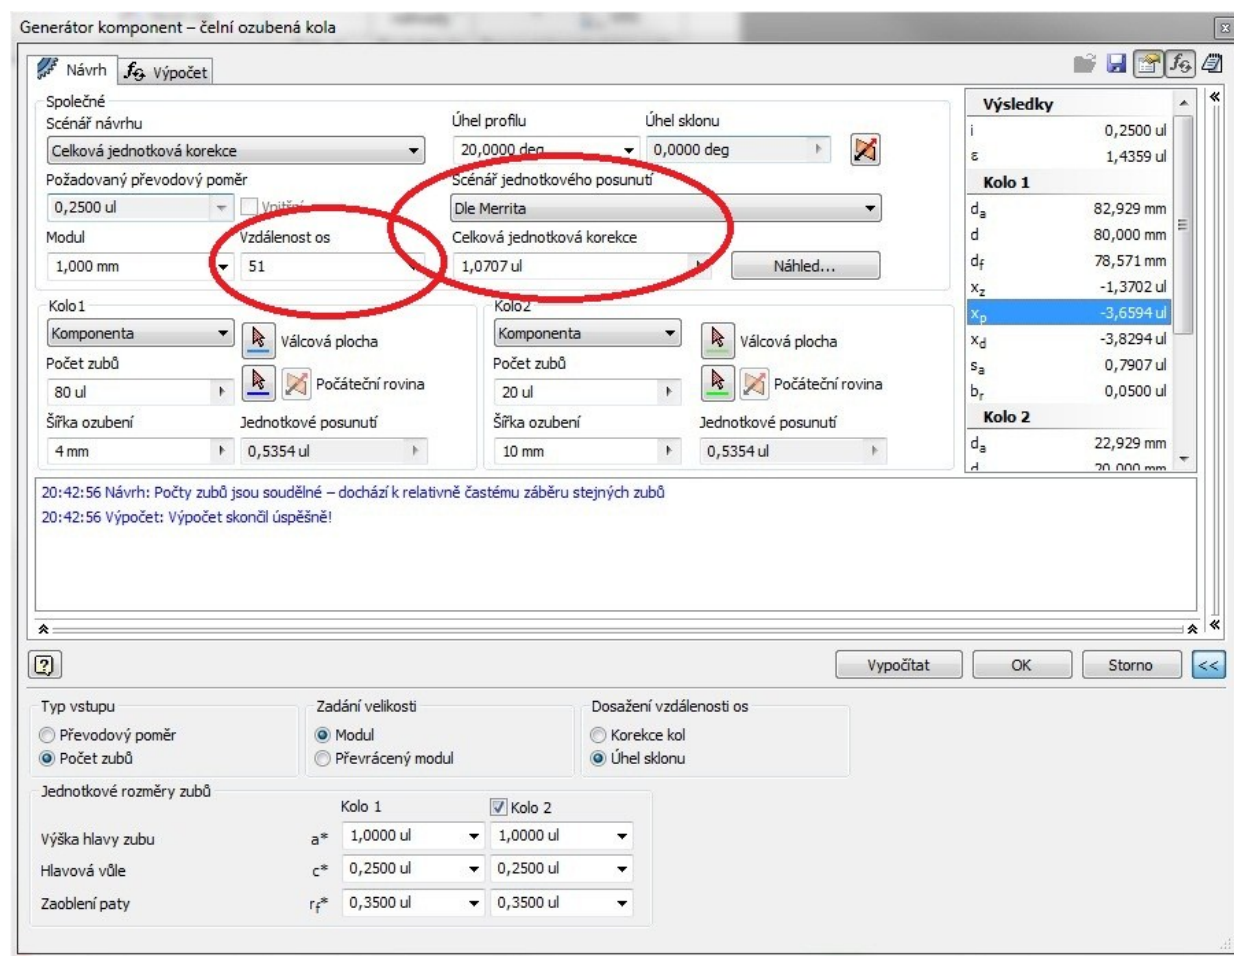 Generátor komponent – čelní ozubená kola
Návrh
Výpočet
Společné
Scénář návrhu
Úhel profilu
Úhel sklonu
Celková jednotková korekce
20,0000 deg
0,0000 deg
Požadovaný převodový poměr
Scénář jednotkového posunutí
0,2500 ul
Vnitřní
Dle Merrita
Modul
Vzdálenost os
Celková jednotková korekce
1,000 mm
51
1,0707 ul
Náhled...
Kolo1
Komponenta
Válcová plocha
Počet zubů
80 ul
Počáteční rovina
Šířka ozubení
Jednotkové posunutí
4 mm
0,5354 ul
Kolo2
Komponenta
Válcová plocha
Počet zubů
20 ul
Počáteční rovina
Šířka ozubení
Jednotkové posunutí
10 mm
0,5354 ul
Výsledky
i 0,2500 ul
ε 1,4359 ul
Kolo 1
da 82,929 mm
d 80,000 mm
df 78,571 mm
xz -1,3702 ul
xp -3,6594 ul
xd -3,8294 ul
sa 0,7907 ul
br 0,0500 ul
Kolo 2
da 22,929 mm
d 20,000 mm
20:42:56 Návrh: Počty zubů jsou soudělné – dochází k relativně častému záběru stejných zubů
20:42:56 Výpočet: Výpočet skončil úspěšně!
Vypočítat
OK
Storno
<<
Typ vstupu
Převodový poměr
Počet zubů
Zadání velikosti
Modul
Převrácený modul
Dosažení vzdálenosti os
Korekce kol
Úhel sklonu
Jednotkové rozměry zubů
Kolo 1
Kolo 2
Výška hlavy zubu a* 1,0000 ul 1,0000 ul
Hlavová vůle c* 0,2500 ul 0,2500 ul
Zaoblení paty rf* 0,3500 ul 0,3500 ul